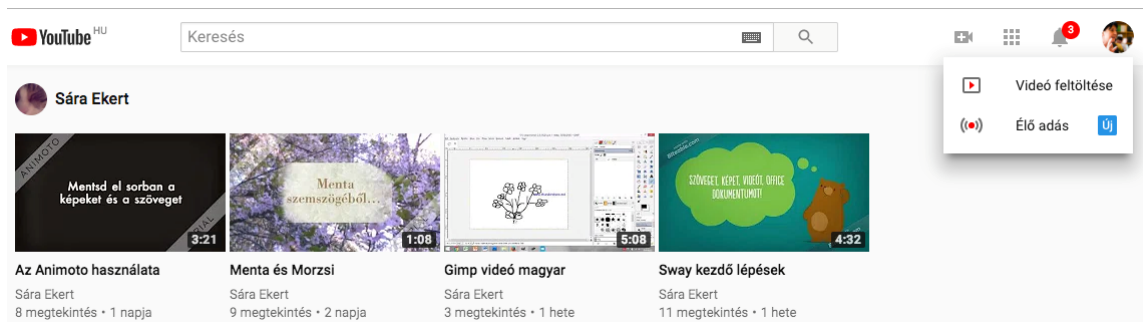 YouTube HU
Keresés
3
Videó feltöltése
Élő adás Új
Sára Ekert
ANIMOTO
Mentsd el sorban a
képeket és a szöveget
3:21
Menta
szemszögéből...
1:08
5:08
SZÖVEGET, KÉPET, VIDEÓT, OFFICE
DOKUMENTUMOT!
4:32
Az Animoto használata
Sára Ekert
8 megtekintés • 1 napja
Menta és Morzsi
Sára Ekert
9 megtekintés • 2 napja
Gimp videó magyar
Sára Ekert
3 megtekintés • 1 hete
Sway kezdő lépések
Sára Ekert
11 megtekintés • 1 hete